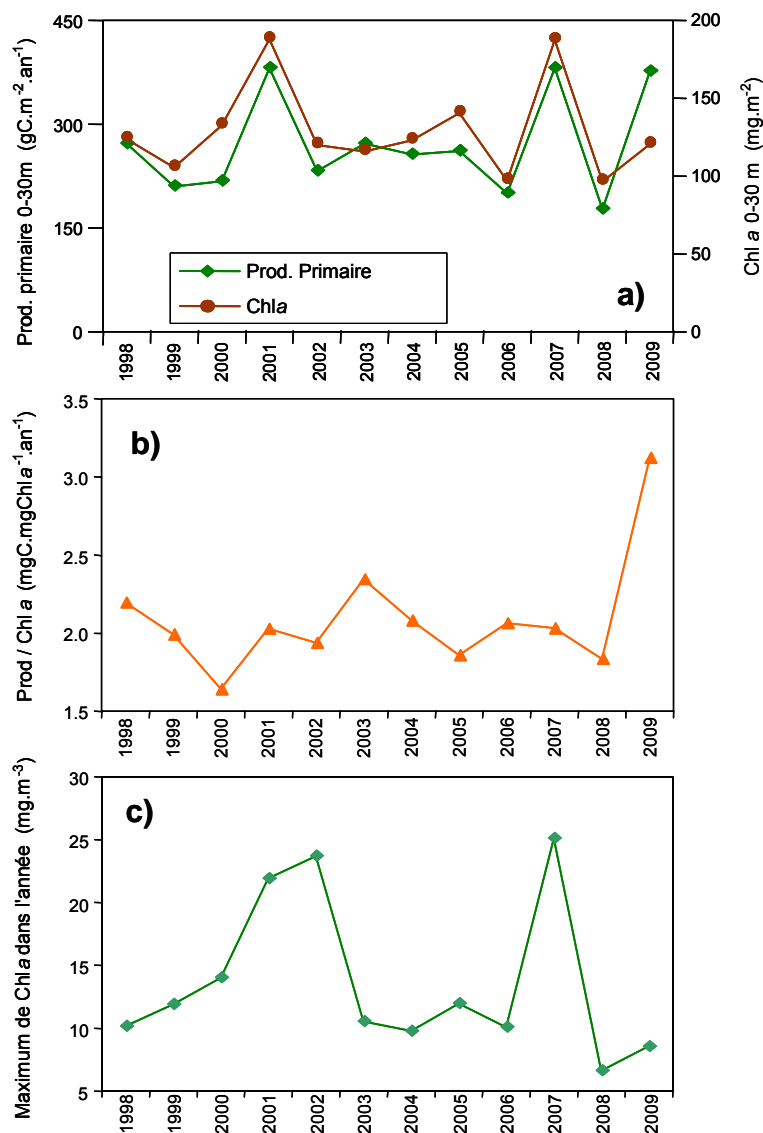 Prod. primaire 0-30m (gC.m-2.an-1)
450
300
150
0
200
150
100
50
0
Chl a 0-30 m (mg.m-2)
Prod. Primaire
Chla
a)
1998 1999 2000 2001 2002 2003 2004 2005 2006 2007 2008 2009
Prod / Chl a (mgC.mgChla-1.an-1)
3.5
3.0
2.5
2.0
1.5
b)
1998 1999 2000 2001 2002 2003 2004 2005 2006 2007 2008 2009
Maximum de Chla dans l'année (mg.m-3)
30
25
20
15
10
5
c)
1998 1999 2000 2001 2002 2003 2004 2005 2006 2007 2008 2009